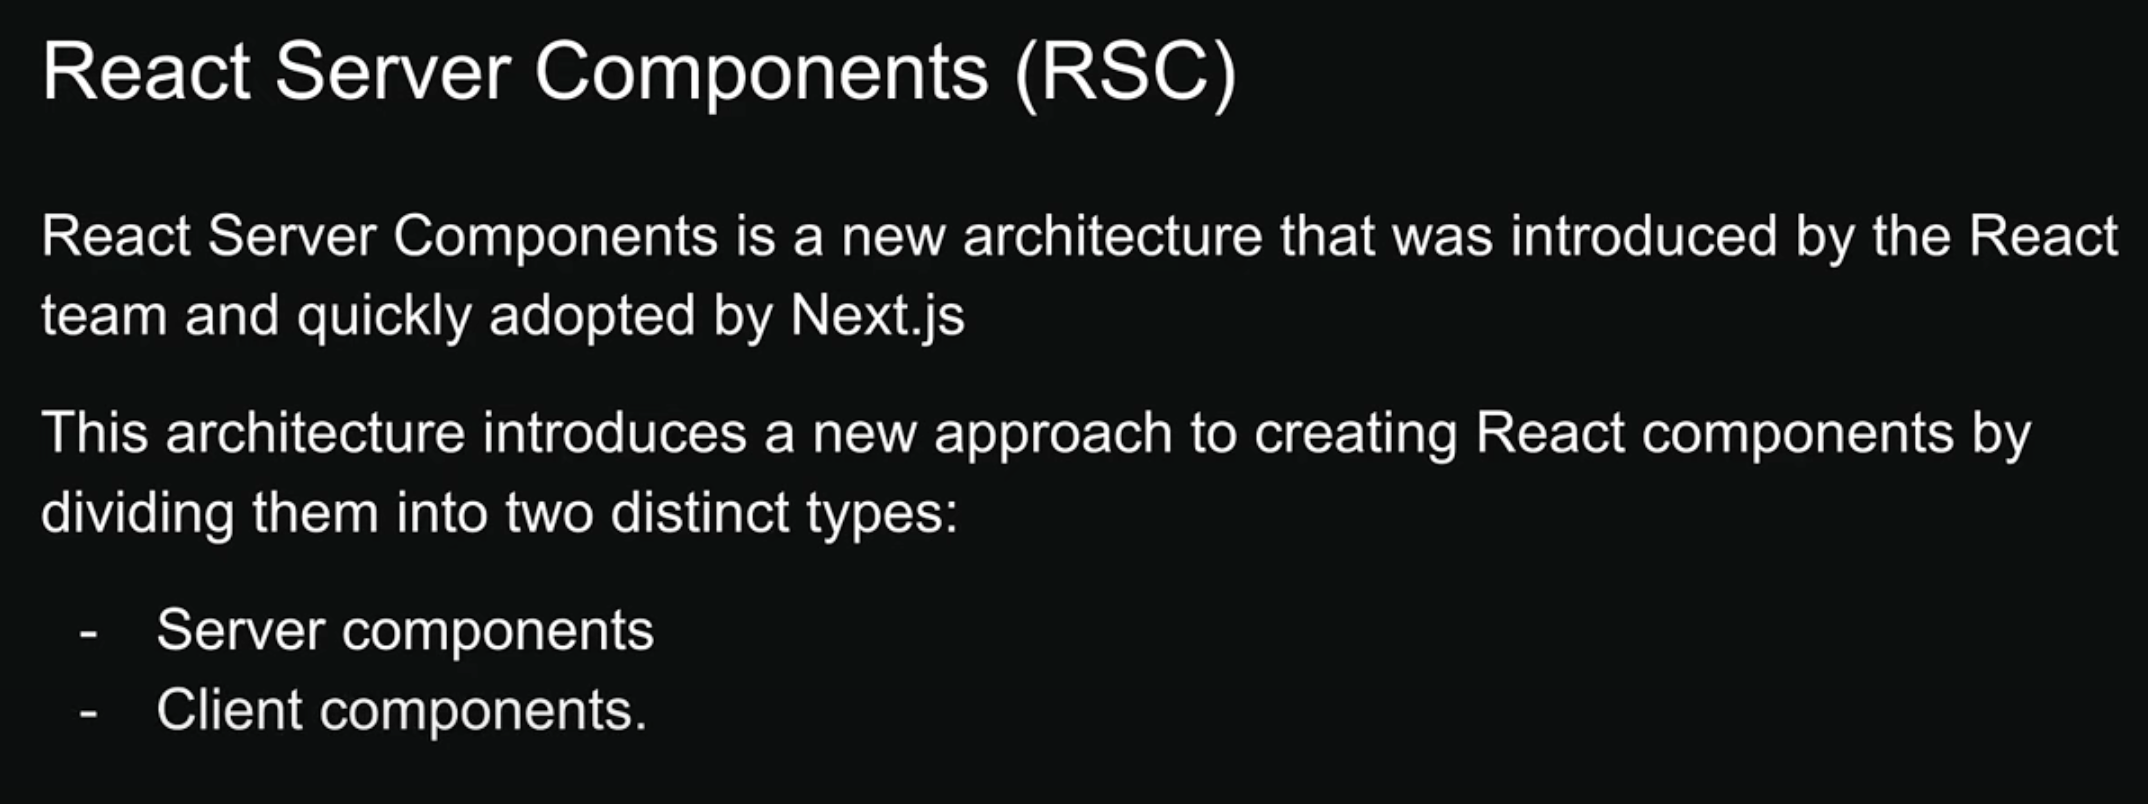 React Server Components (RSC)
React Server Components is a new architecture that was introduced by the React
team and quickly adopted by Next.js
This architecture introduces a new approach to creating React components by
dividing them into two distinct types:
- Server components
- Client components.